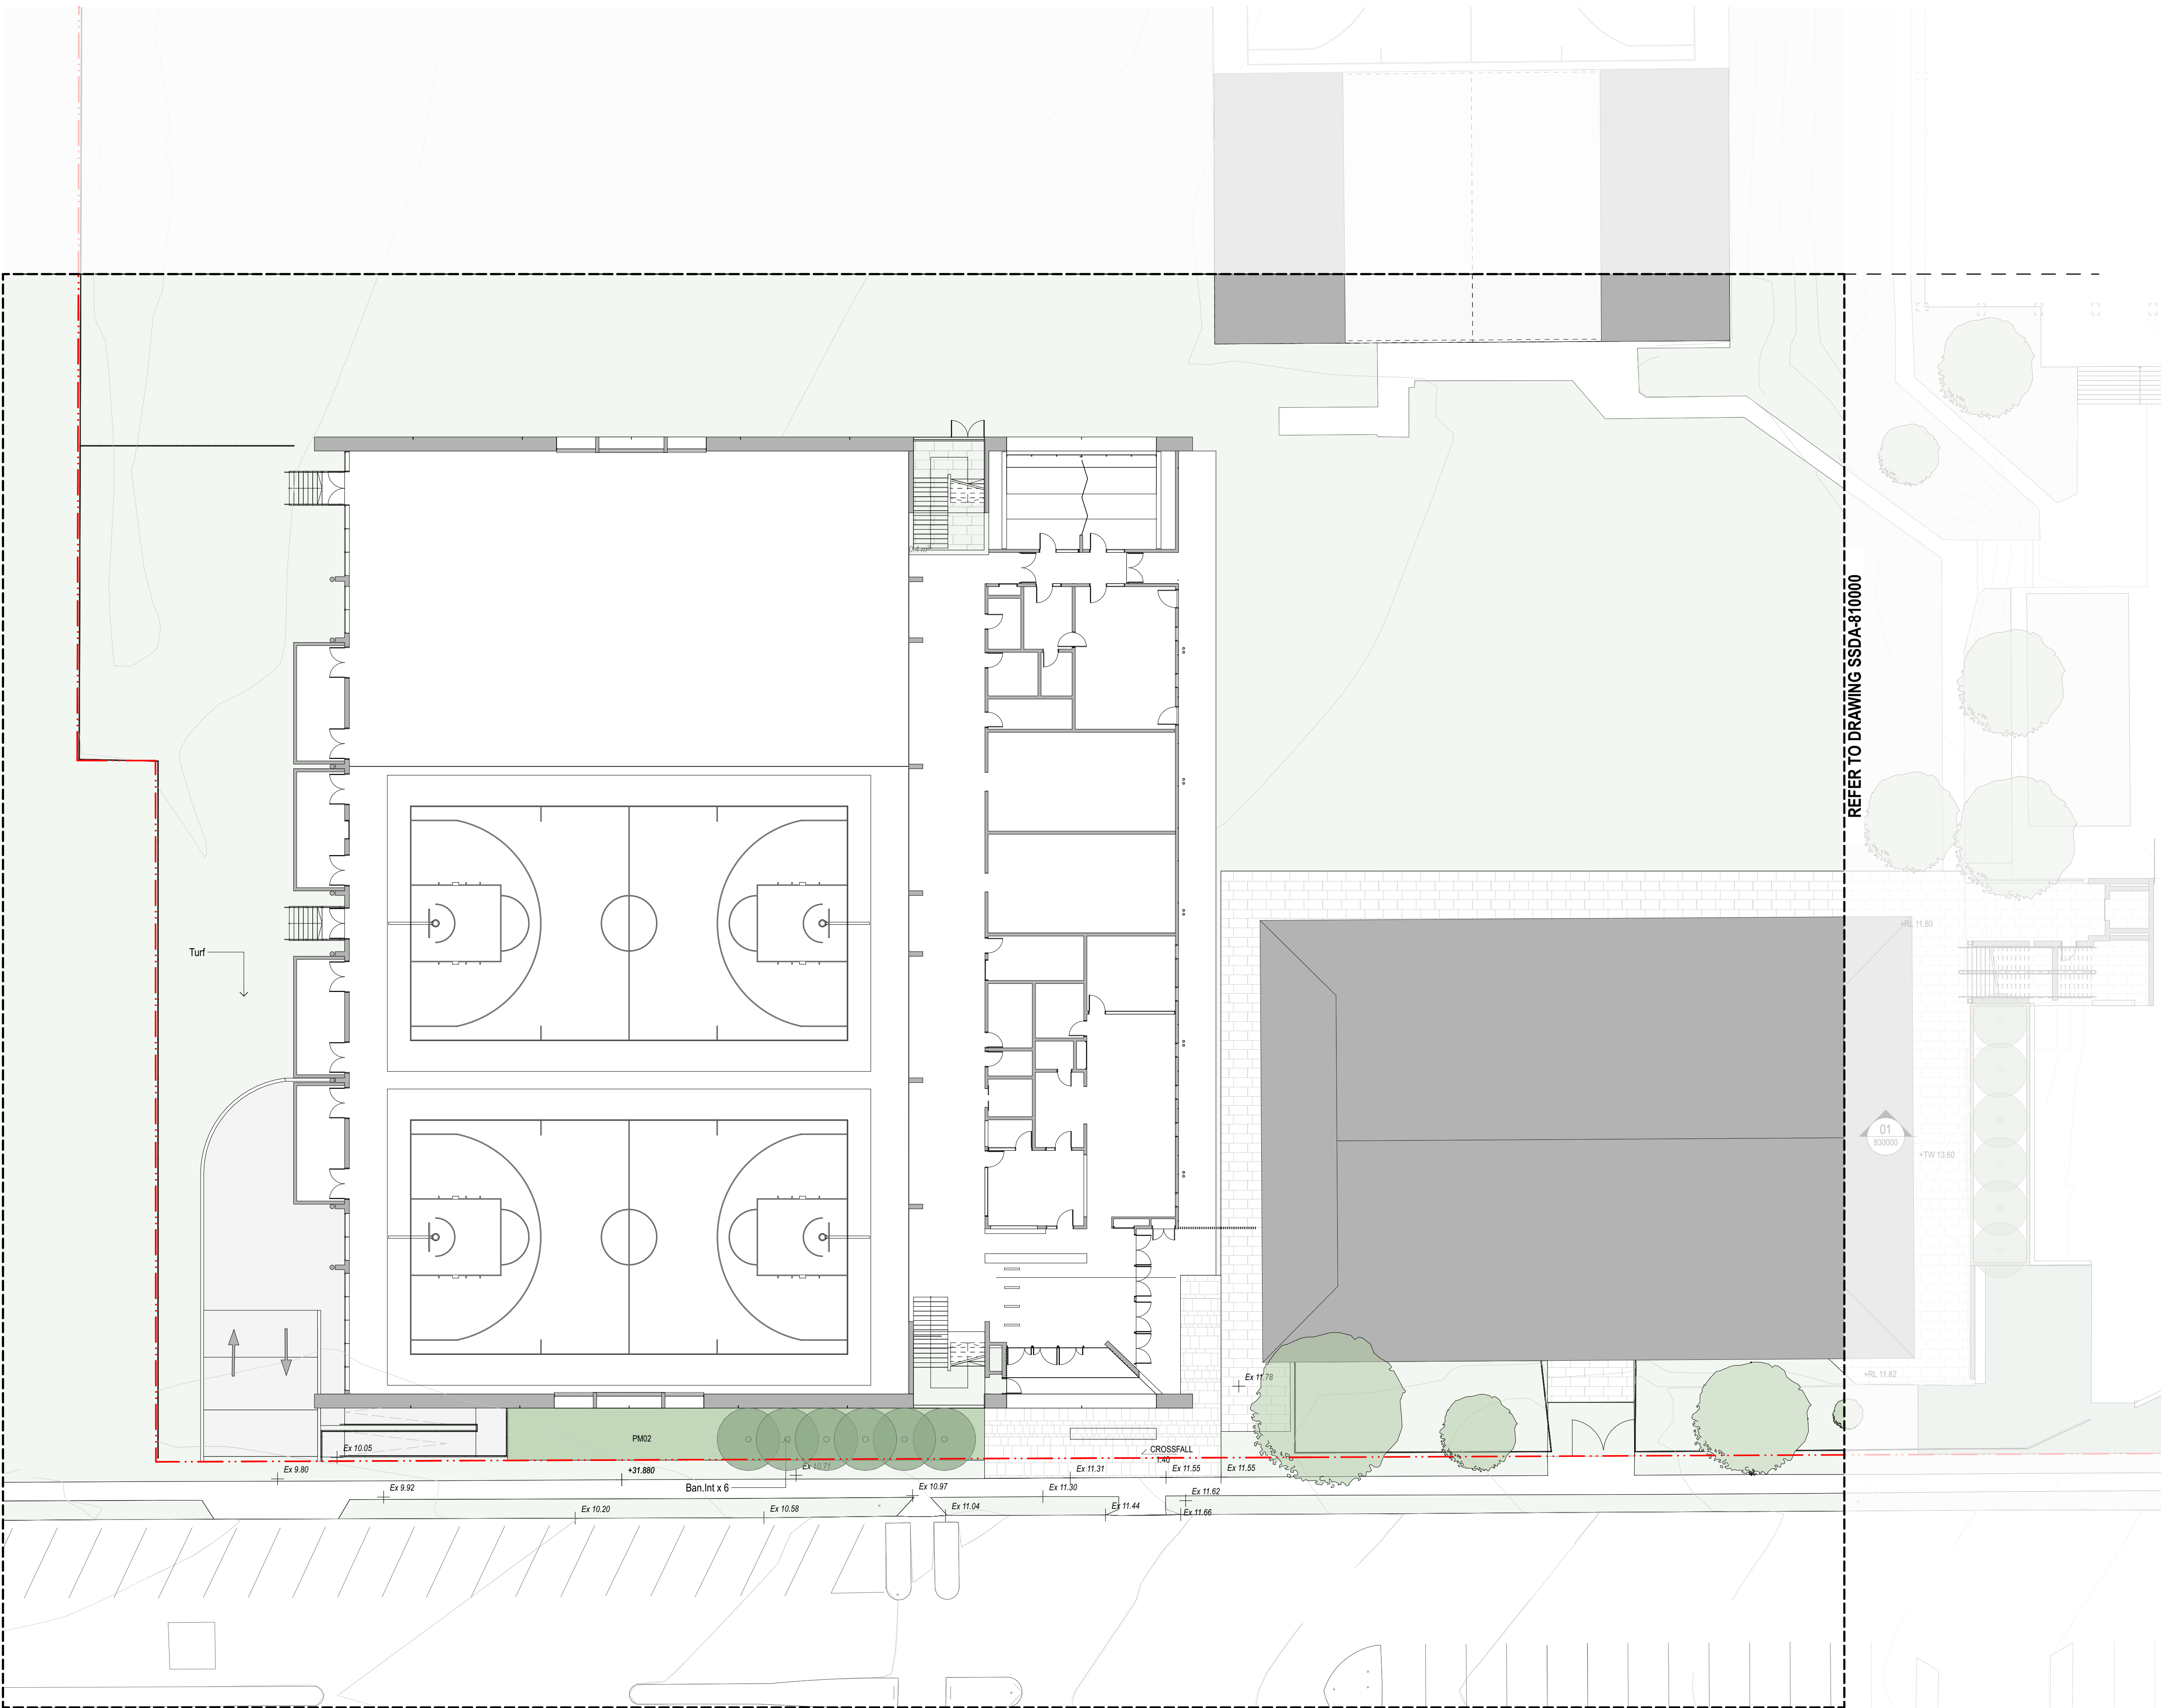 REFER TO DRAWING SSDA-810000
+RL 11.80
Turf
01
830000
+TW 13.60
+RL 11.82
Ex 11.78
PM02
CROSSFALL
1:40
Ex 10.05
Ex 9.80
+31.880
Ex 10.71
Ex 11.31
Ex 11.55
Ex 11.55
Ban.Int x 6
Ex 9.92
Ex 10.97
Ex 11.30
Ex 11.62
Ex 10.20
Ex 10.58
Ex 11.04
Ex 11.44
Ex 11.66